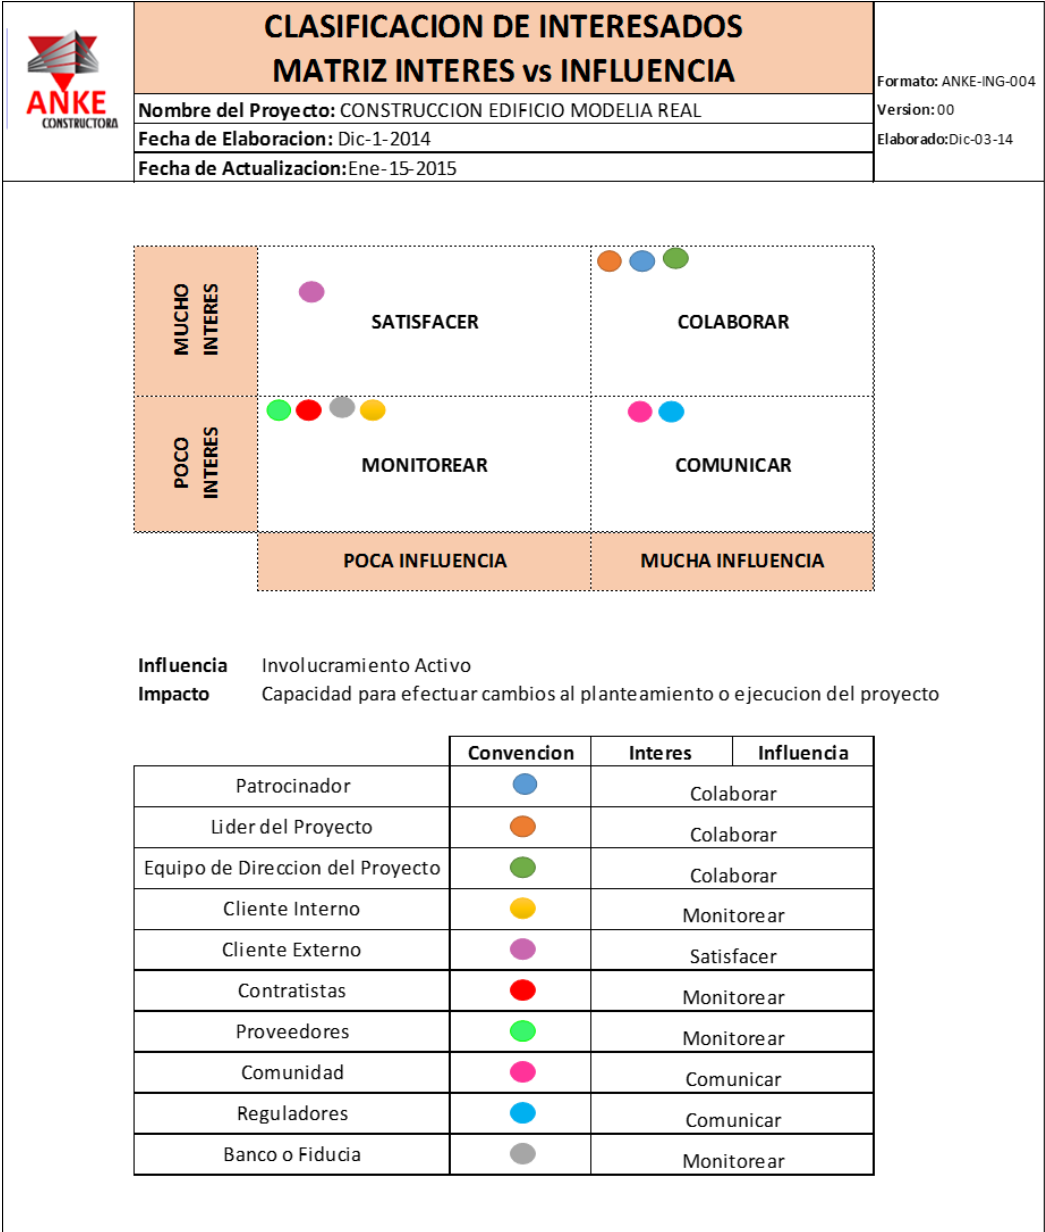 ANKE
CONSTRUCTORA
CLASIFICACION DE INTERESADOS
MATRIZ INTERES vs INFLUENCIA
Nombre del Proyecto: CONSTRUCCION EDIFICIO MODELIA REAL
Fecha de Elaboracion: Dic-1-2014
Fecha de Actualizacion:Ene-15-2015
Formato: ANKE-ING-004
Version: 00
Elaborado:Dic-03-14
MUCHO
INTERES
SATISFACER
COLABORAR
POCO
INTERES
MONITOREAR
COMUNICAR
POCA INFLUENCIA
MUCHA INFLUENCIA
Influencia Involucramiento Activo
Impacto Capacidad para efectuar cambios al planteamiento o ejecucion del proyecto
Convencion Interes Influencia
Patrocinador Colaborar
Lider del Proyecto Colaborar
Equipo de Direccion del Proyecto Colaborar
Cliente Interno Monitorear
Cliente Externo Satisfacer
Contratistas Monitorear
Proveedores Monitorear
Comunidad Comunicar
Reguladores Comunicar
Banco o Fiducia Monitorear